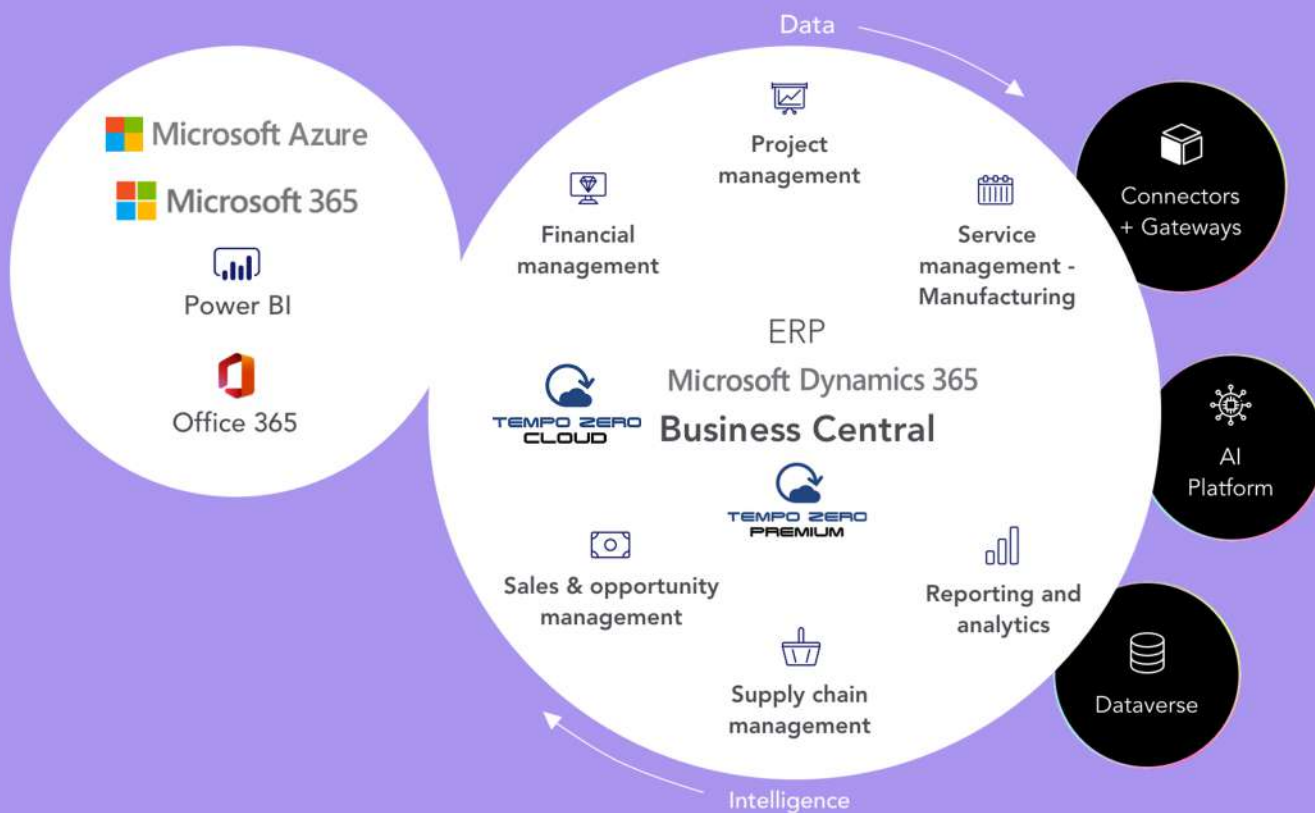 Data
Microsoft Azure
Microsoft 365
Power BI
Office 365
Project
management
Financial
management
Service
management -
Manufacturing
ERP
Microsoft Dynamics 365
Business Central
TEMPO ZERO
CLOUD
TEMPO ZERO
PREMIUM
Sales & opportunity
management
Reporting and
analytics
Supply chain
management
Connectors
+ Gateways
AI
Platform
Dataverse
Intelligence